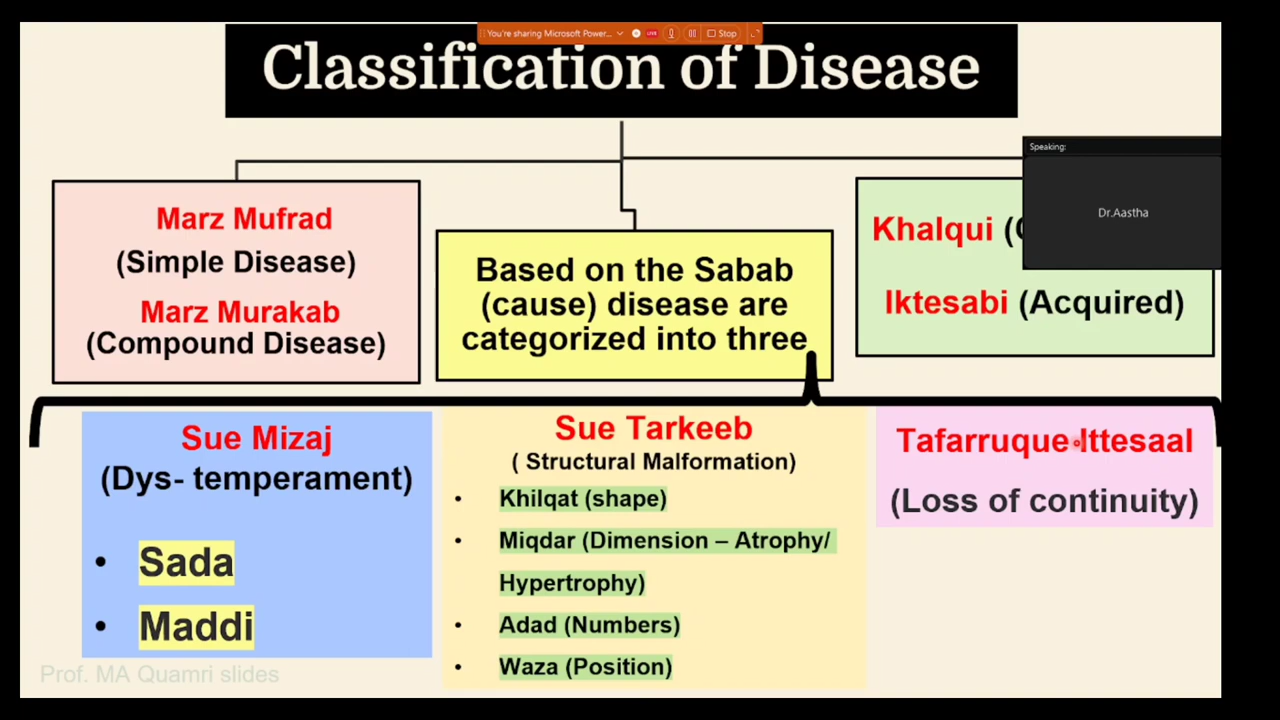 You're sharing Microsoft Power...
LIVE
Stop
Classification of Disease
Speaking:
Dr.Aastha
Marz Mufrad
(Simple Disease)
Marz Murakab
(Compound Disease)
Based on the Sabab
(cause) disease are
categorized into three
Khalqui (
Iktesabi (Acquired)
Sue Mizaj
(Dys- temperament)
• Sada
• Maddi
Sue Tarkeeb
( Structural Malformation)
• Khilqat (shape)
• Miqdar (Dimension – Atrophy/
Hypertrophy)
• Adad (Numbers)
• Waza (Position)
Tafarruque Ittesaal
(Loss of continuity)
Prof. MA Quamri slides